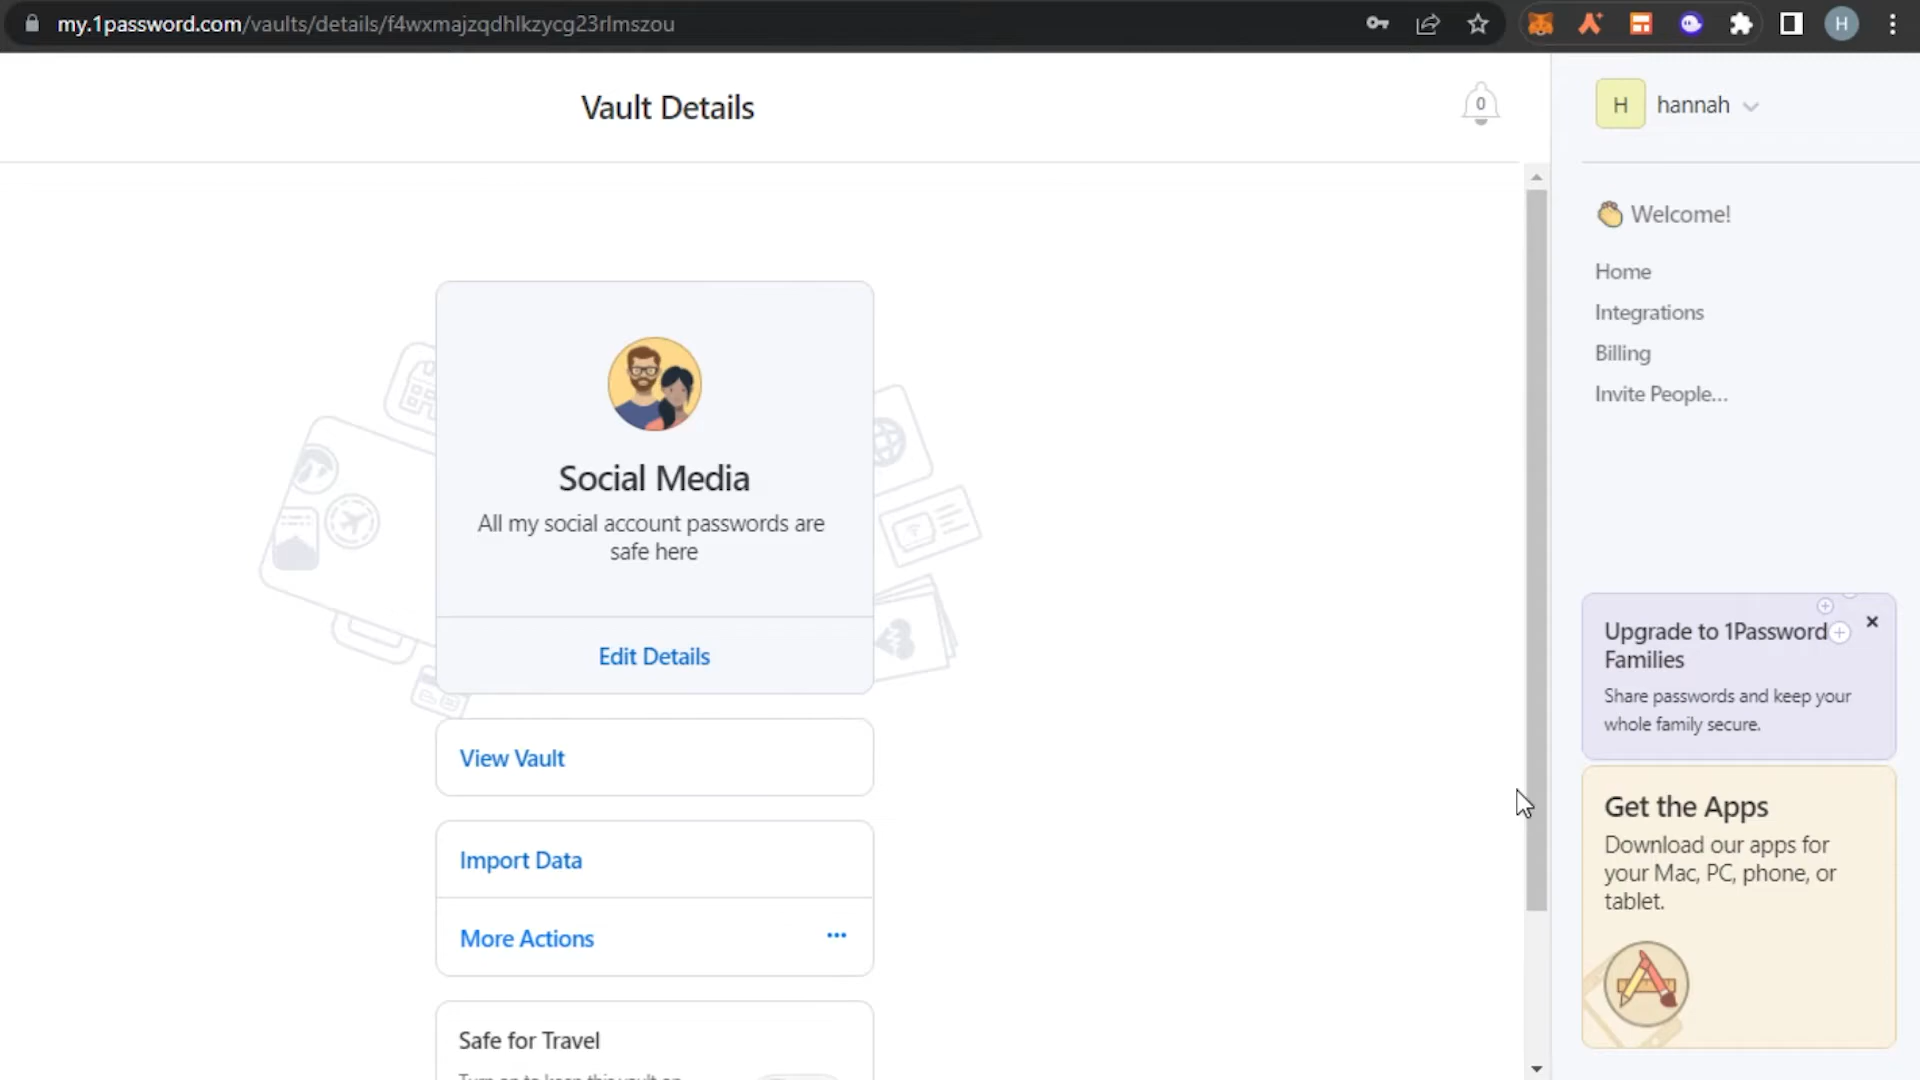 my.1password.com/vaults/details/f4wxmajzqdhlkzycg23rlmszou
H
Vault Details
0
H hannah
Welcome!
Home
Integrations
Billing
Invite People...
Social Media
All my social account passwords are
safe here
Edit Details
View Vault
Import Data
More Actions
Safe for Travel
Upgrade to 1Password
Families
Share passwords and keep your
whole family secure.
Get the Apps
Download our apps for
your Mac, PC, phone, or
tablet.